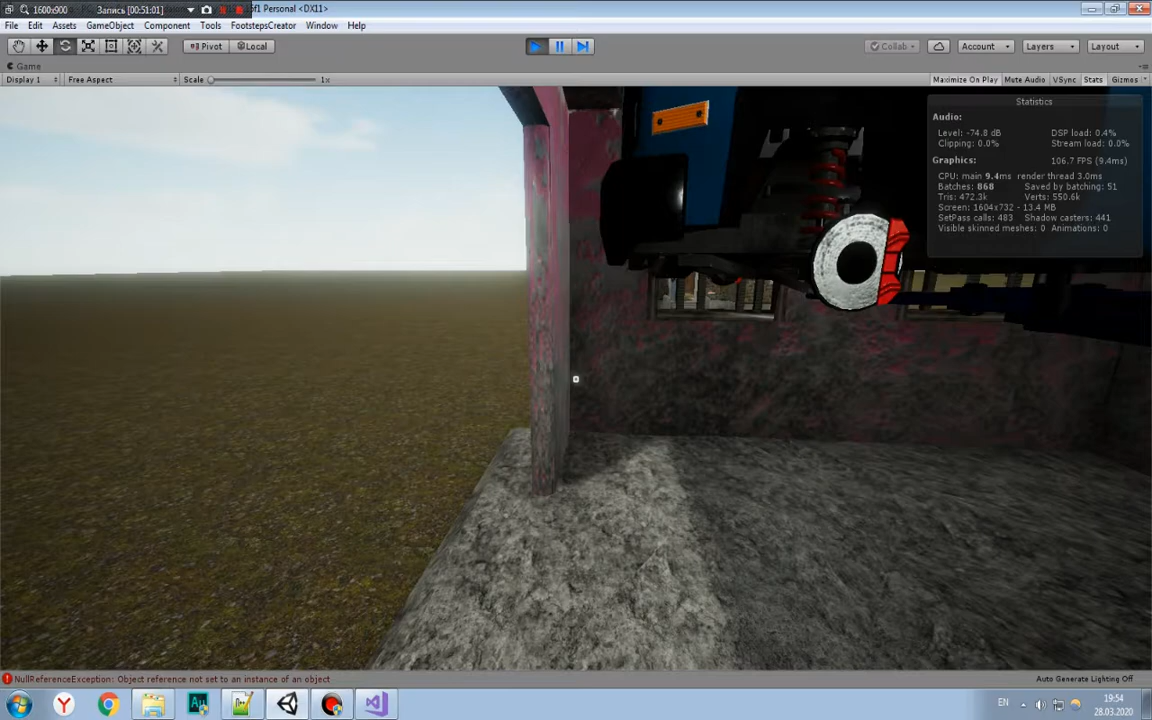 1600x900 Запись [00:51:01] 5f1 Personal <DX11>
File Edit Assets GameObject Component Tools FootstepsCreator Window Help
Pivot Local Collab Account Layers Layout
Game
Display 1 Free Aspect Scale 1x Maximize On Play Mute Audio VSync Stats Gizmos
Statistics
Audio:
Level: -74.8 dB DSP load: 0.4%
Clipping: 0.0% Stream load: 0.0%
Graphics: 106.7 FPS (9.4ms)
CPU: main 9.4ms render thread 3.0ms
Batches: 868 Saved by batching: 51
Tris: 472.3k Verts: 550.6k
Screen: 1604x732 - 13.4 MB
SetPass calls: 483 Shadow casters: 441
Visible skinned meshes: 0 Animations: 0
NullReferenceException: Object reference not set to an instance of an object Auto Generate Lighting Off
Y Au EN 19:54
28.03.2020